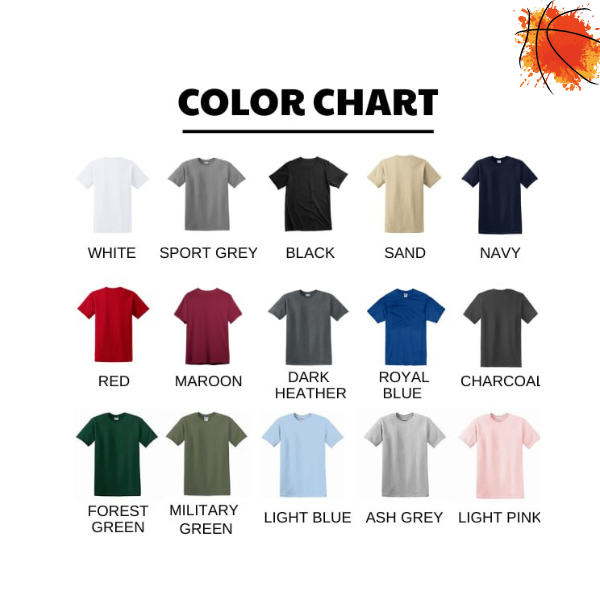 COLOR CHART
WHITE
SPORT GREY
BLACK
SAND
NAVY
RED
MAROON
DARK
HEATHER
ROYAL
BLUE
CHARCOAL
FOREST
GREEN
MILITARY
GREEN
LIGHT BLUE
ASH GREY
LIGHT PINK